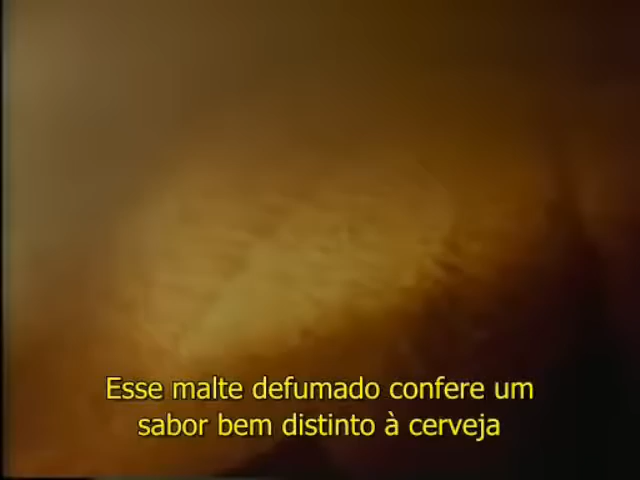 Esse malte defumado confere um
sabor bem distinto à cerveja